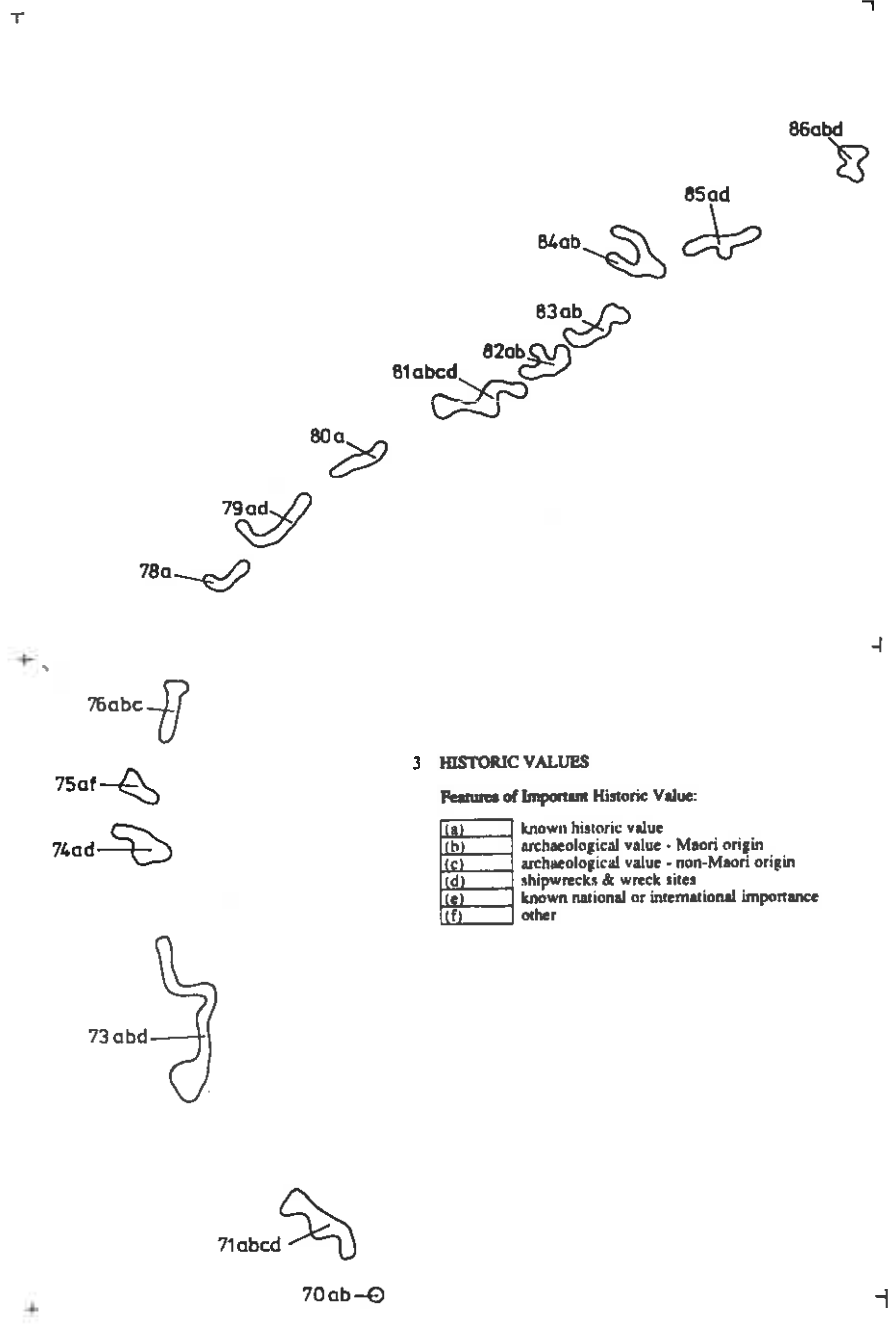 86abd
85ad
84ab
83ab
82ab
81abcd
80a
79ad
78a
76abc
75af
74ad
3 HISTORIC VALUES
Features of Important Historic Value:
(a) known historic value
(b) archaeological value - Maori origin
(c) archaeological value - non-Maori origin
(d) shipwrecks & wreck sites
(e) known national or international importance
(f) other
73abd
71abcd
70ab